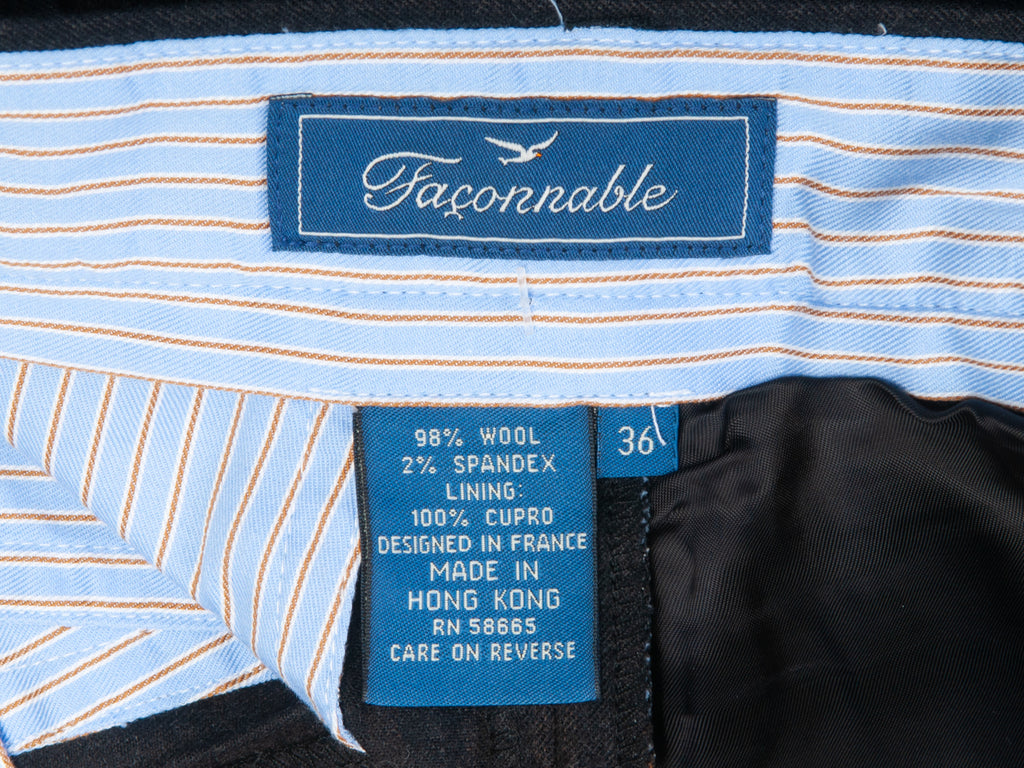 Façonnable
98% WOOL
2% SPANDEX
LINING:
100% CUPRO
DESIGNED IN FRANCE
MADE IN
HONG KONG
RN 58665
CARE ON REVERSE
36